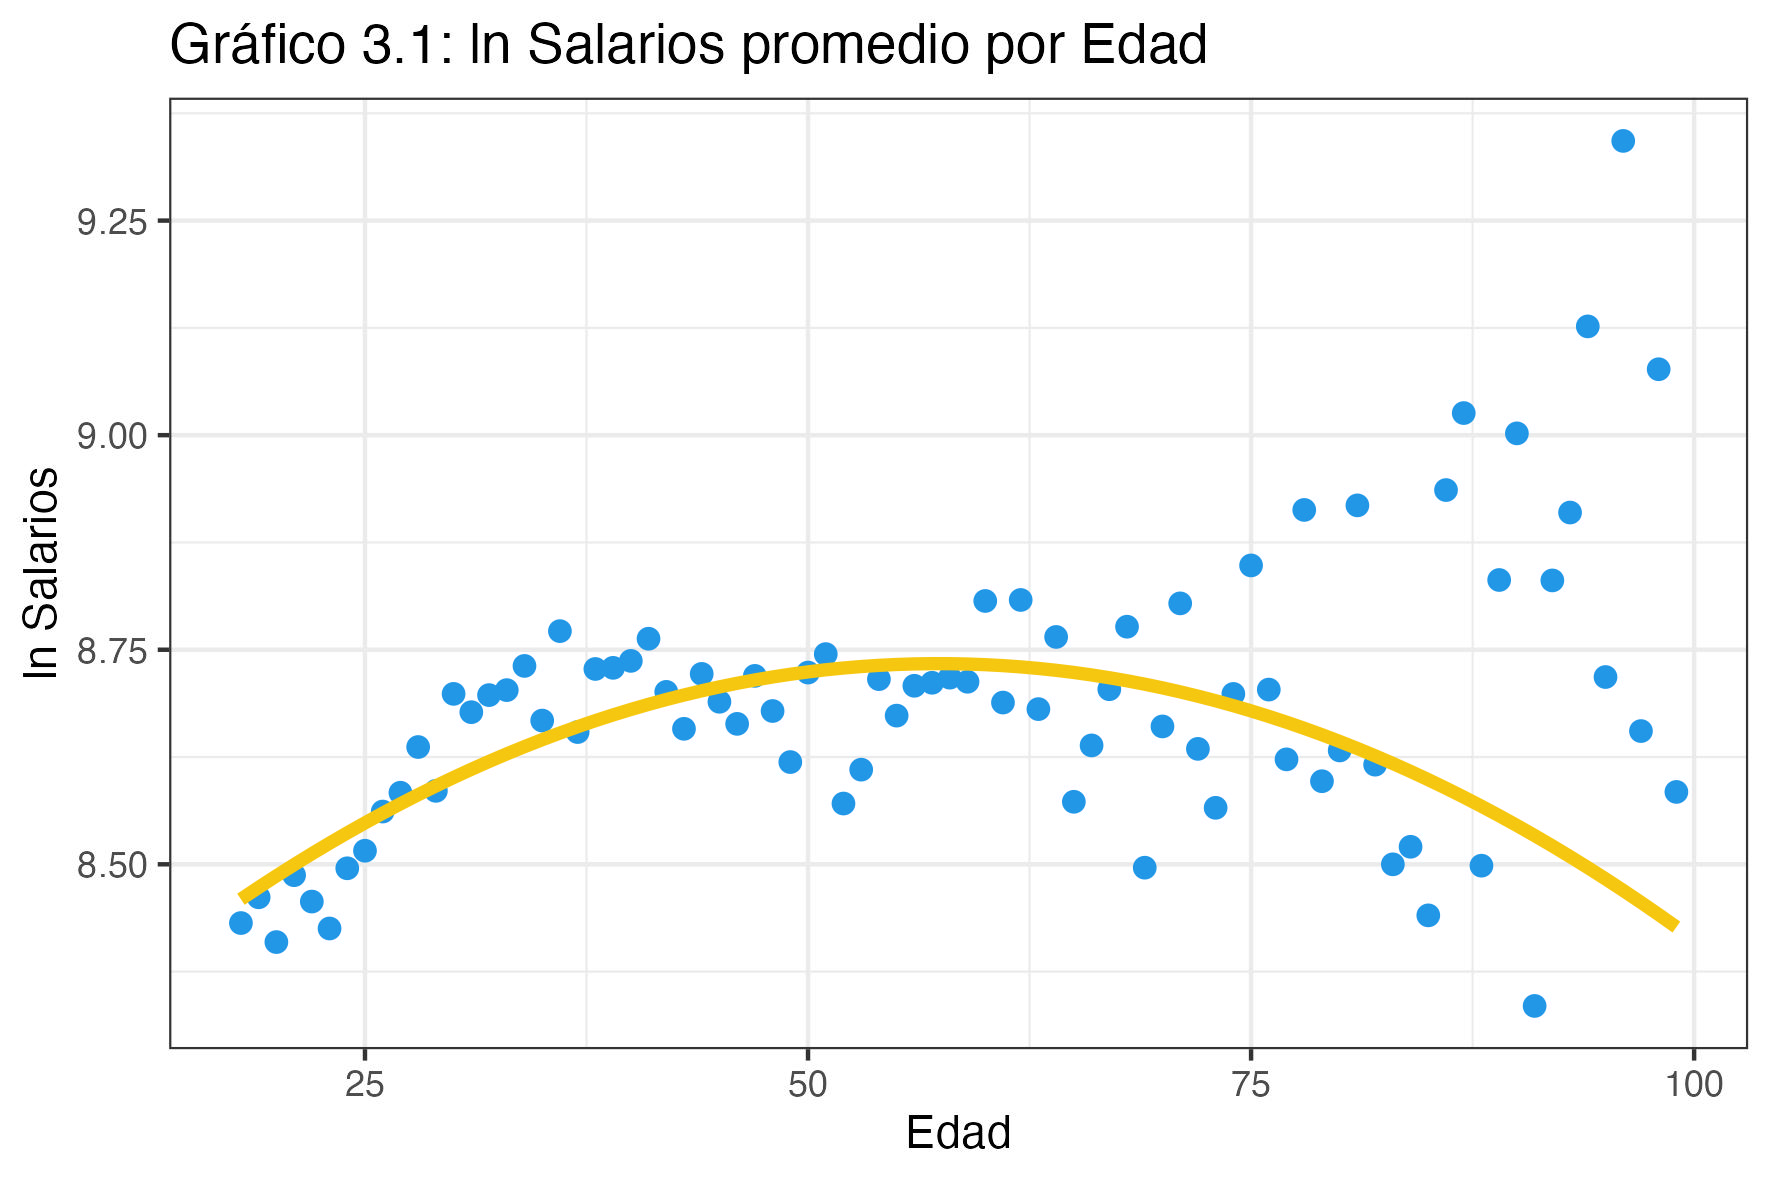 Gráfico 3.1: ln Salarios promedio por Edad
9.25
9.00
8.75
8.50
ln Salarios
25 50 75 100
Edad